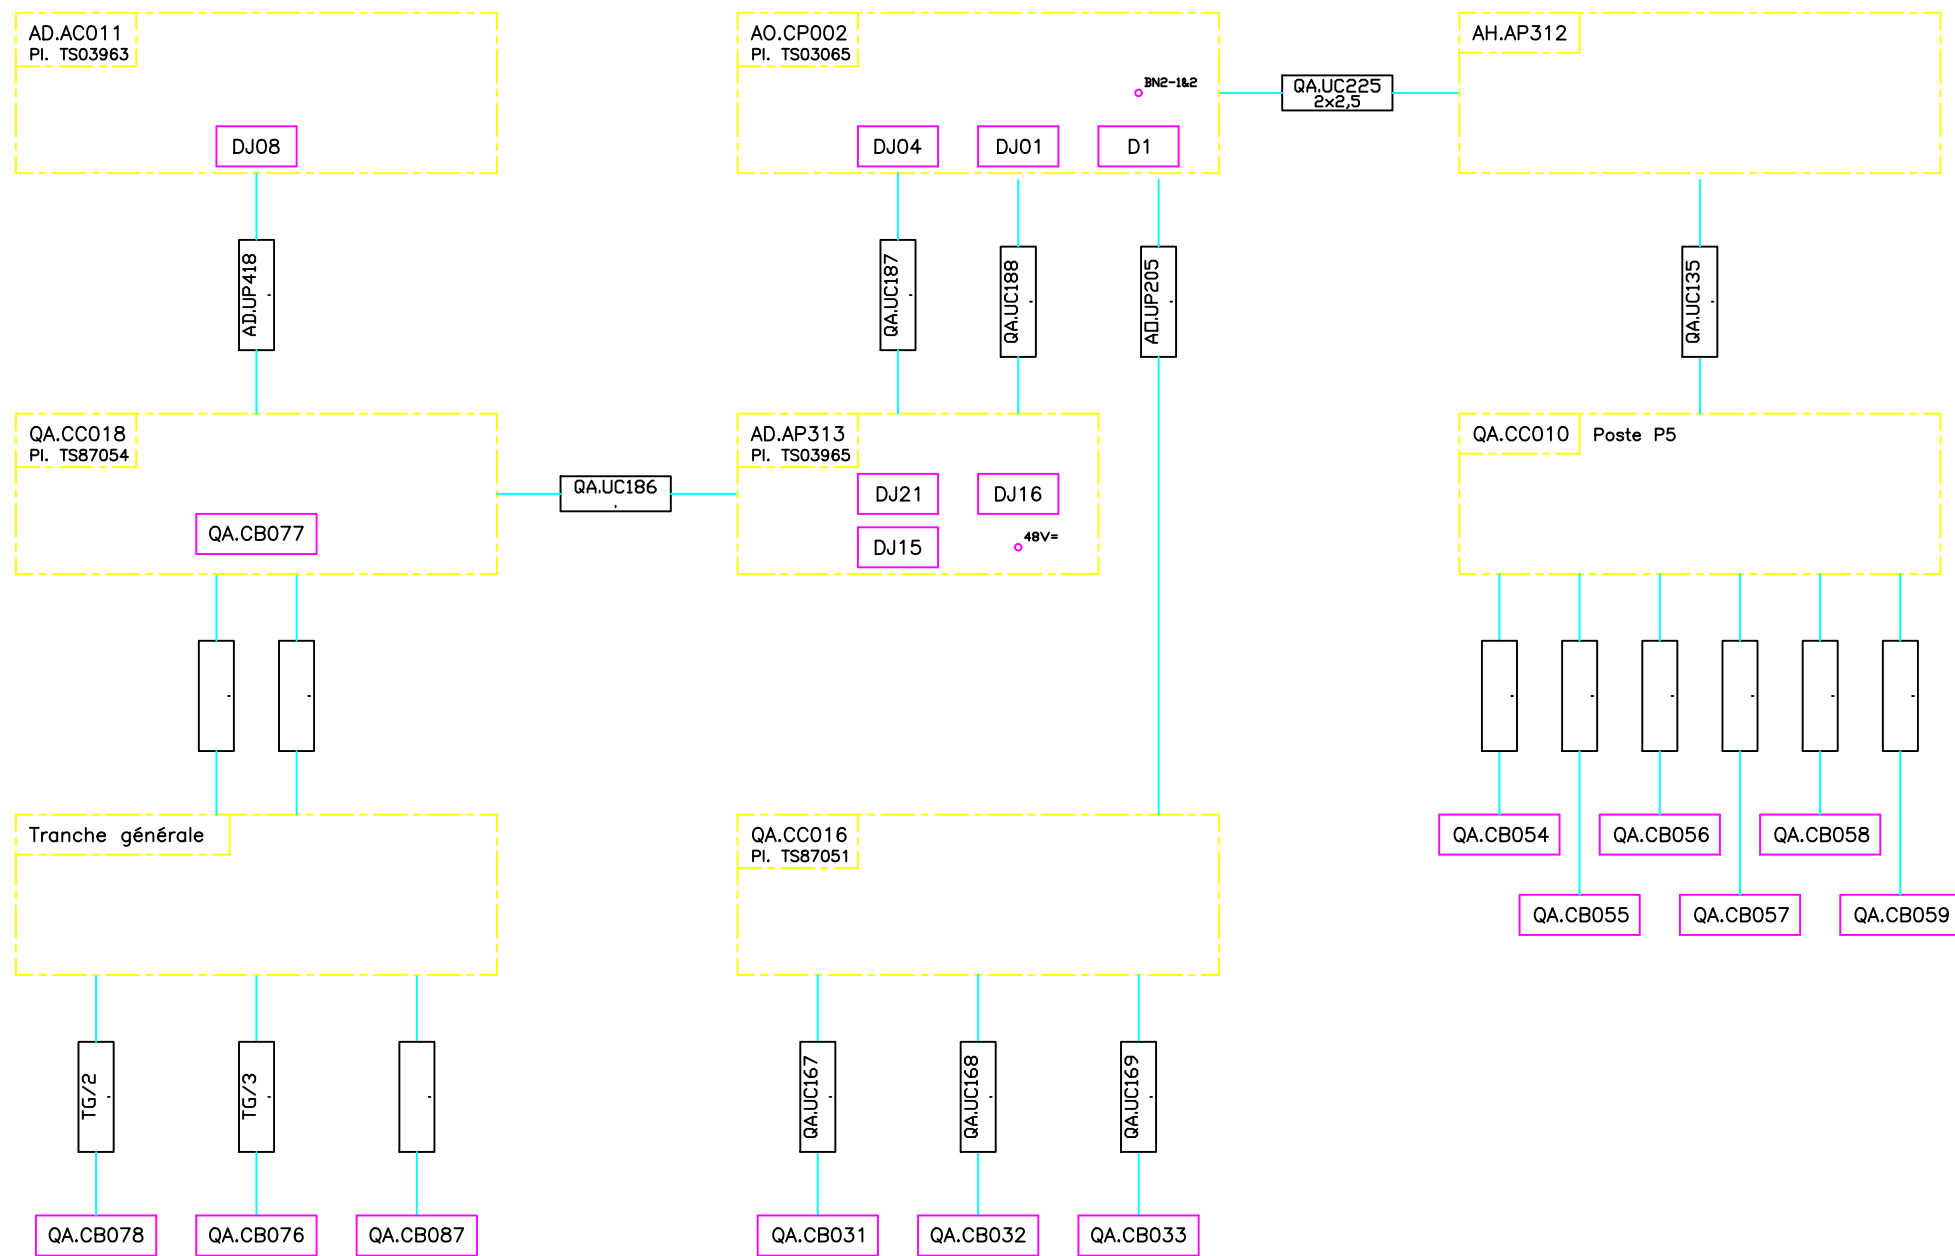 AD.AC011
Pl. TS03963
DJ08
AO.CP002
Pl. TS03065
BN2-1&2
DJ04
DJ01
D1
QA.UC225
2x2,5
AH.AP312
AD.UP418
QA.UC187
QA.UC188
AO.UP205
QA.UC135
QA.CC018
Pl. TS87054
QA.CB077
QA.UC186
AD.AP313
Pl. TS03965
DJ21
DJ16
DJ15
48V=
QA.CC010
Poste P5
Tranche générale
QA.CC016
Pl. TS87051
QA.CB054
QA.CB056
QA.CB058
QA.CB055
QA.CB057
QA.CB059
TG/2
TG/3
QA.UC167
QA.UC168
QA.UC169
QA.CB078
QA.CB076
QA.CB087
QA.CB031
QA.CB032
QA.CB033